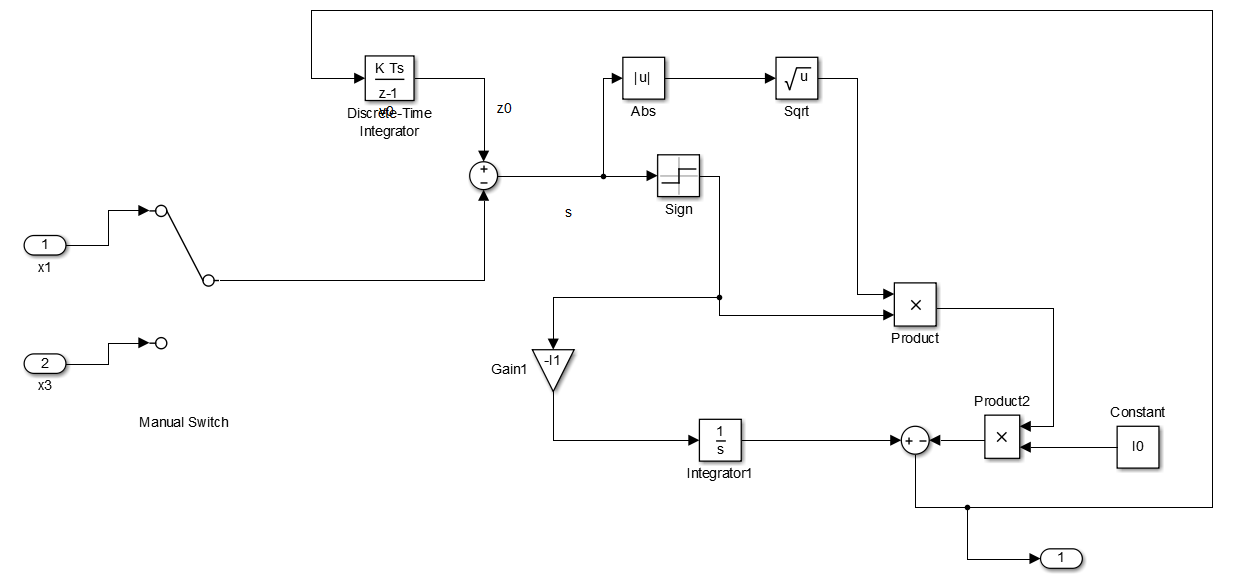 K Ts
z-1
v0
Discrete-Time
Integrator
z0
+
−
|u|
Abs
√u
Sqrt
Sign
s
1
x1
2
x3
Manual Switch
×
Product
-l1
Gain1
1
s
Integrator1
+ −
Product2
×
Constant
l0
1